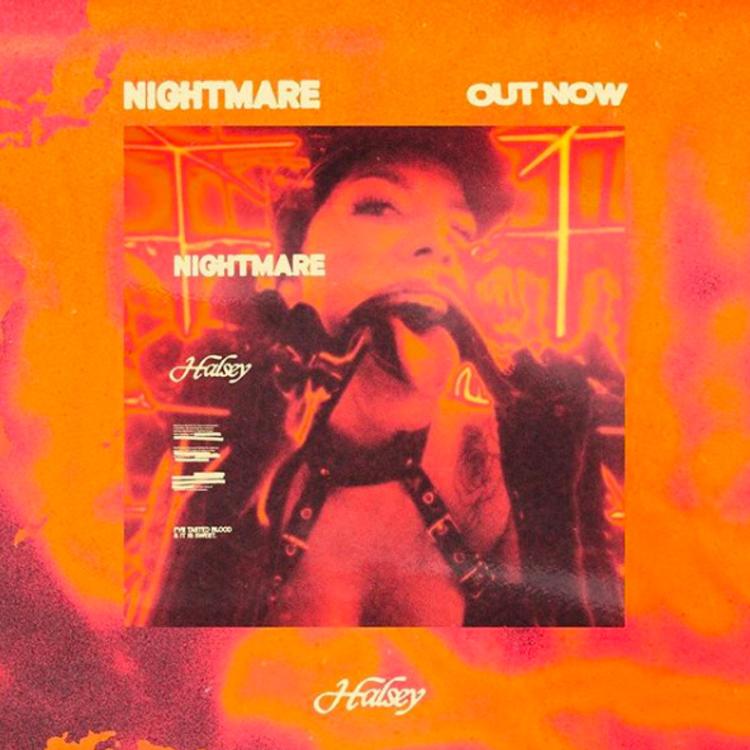 NIGHTMARE
OUT NOW
NIGHTMARE
Halsey
I'VE TASTED BLOOD
& IT IS SWEET.
Halsey